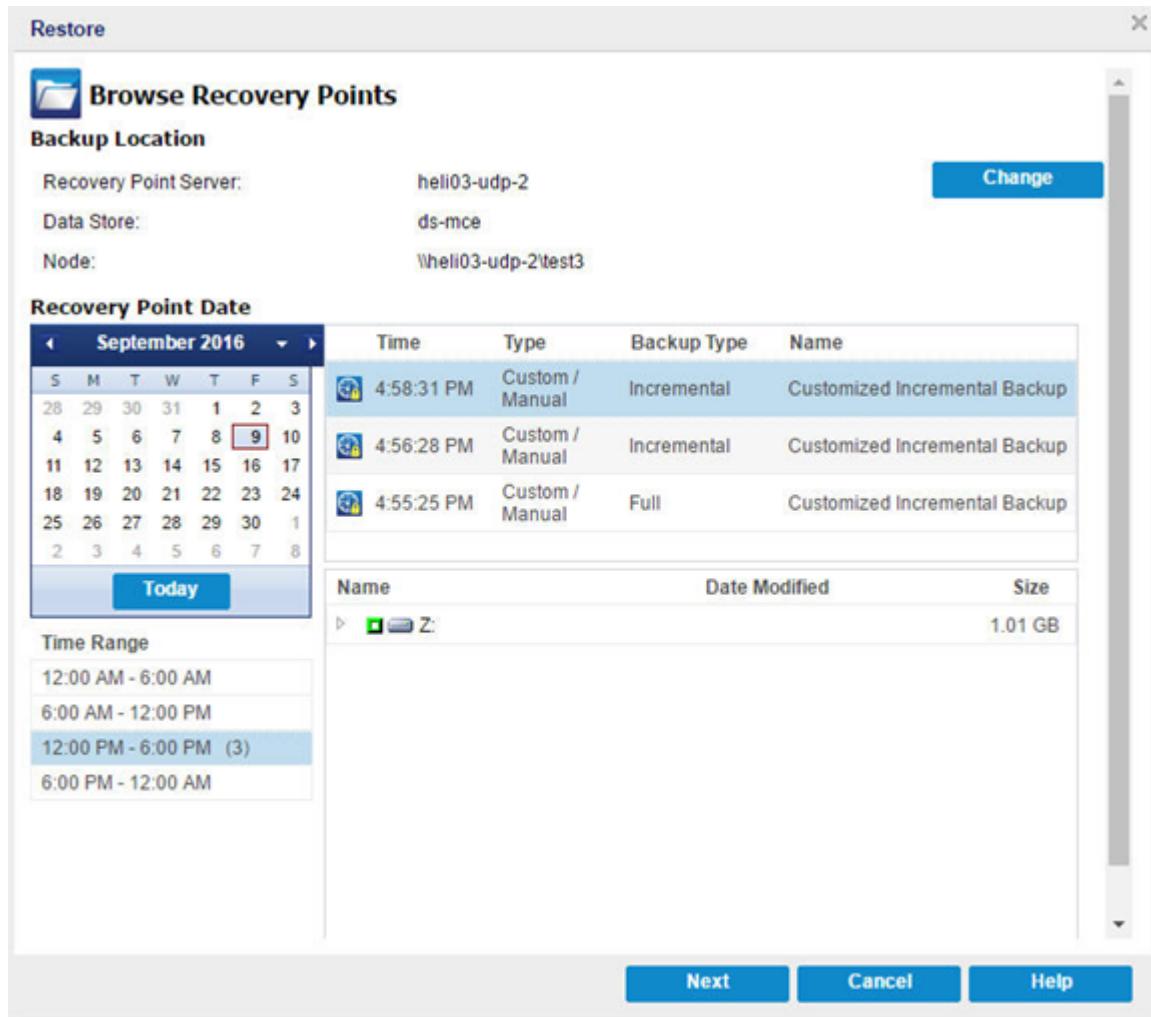 Restore
Browse Recovery Points
Backup Location
Recovery Point Server: heli03-udp-2 Change
Data Store: ds-mce
Node: \\heli03-udp-2\test3
Recovery Point Date
September 2016
S M T W T F S
28 29 30 31 1 2 3
4 5 6 7 8 9 10
11 12 13 14 15 16 17
18 19 20 21 22 23 24
25 26 27 28 29 30 1
2 3 4 5 6 7 8
Today
Time Range
12:00 AM - 6:00 AM
6:00 AM - 12:00 PM
12:00 PM - 6:00 PM (3)
6:00 PM - 12:00 AM
Time Type Backup Type Name
4:58:31 PM Custom / Manual Incremental Customized Incremental Backup
4:56:28 PM Custom / Manual Incremental Customized Incremental Backup
4:55:25 PM Custom / Manual Full Customized Incremental Backup
Name Date Modified Size
Z: 1.01 GB
Next Cancel Help